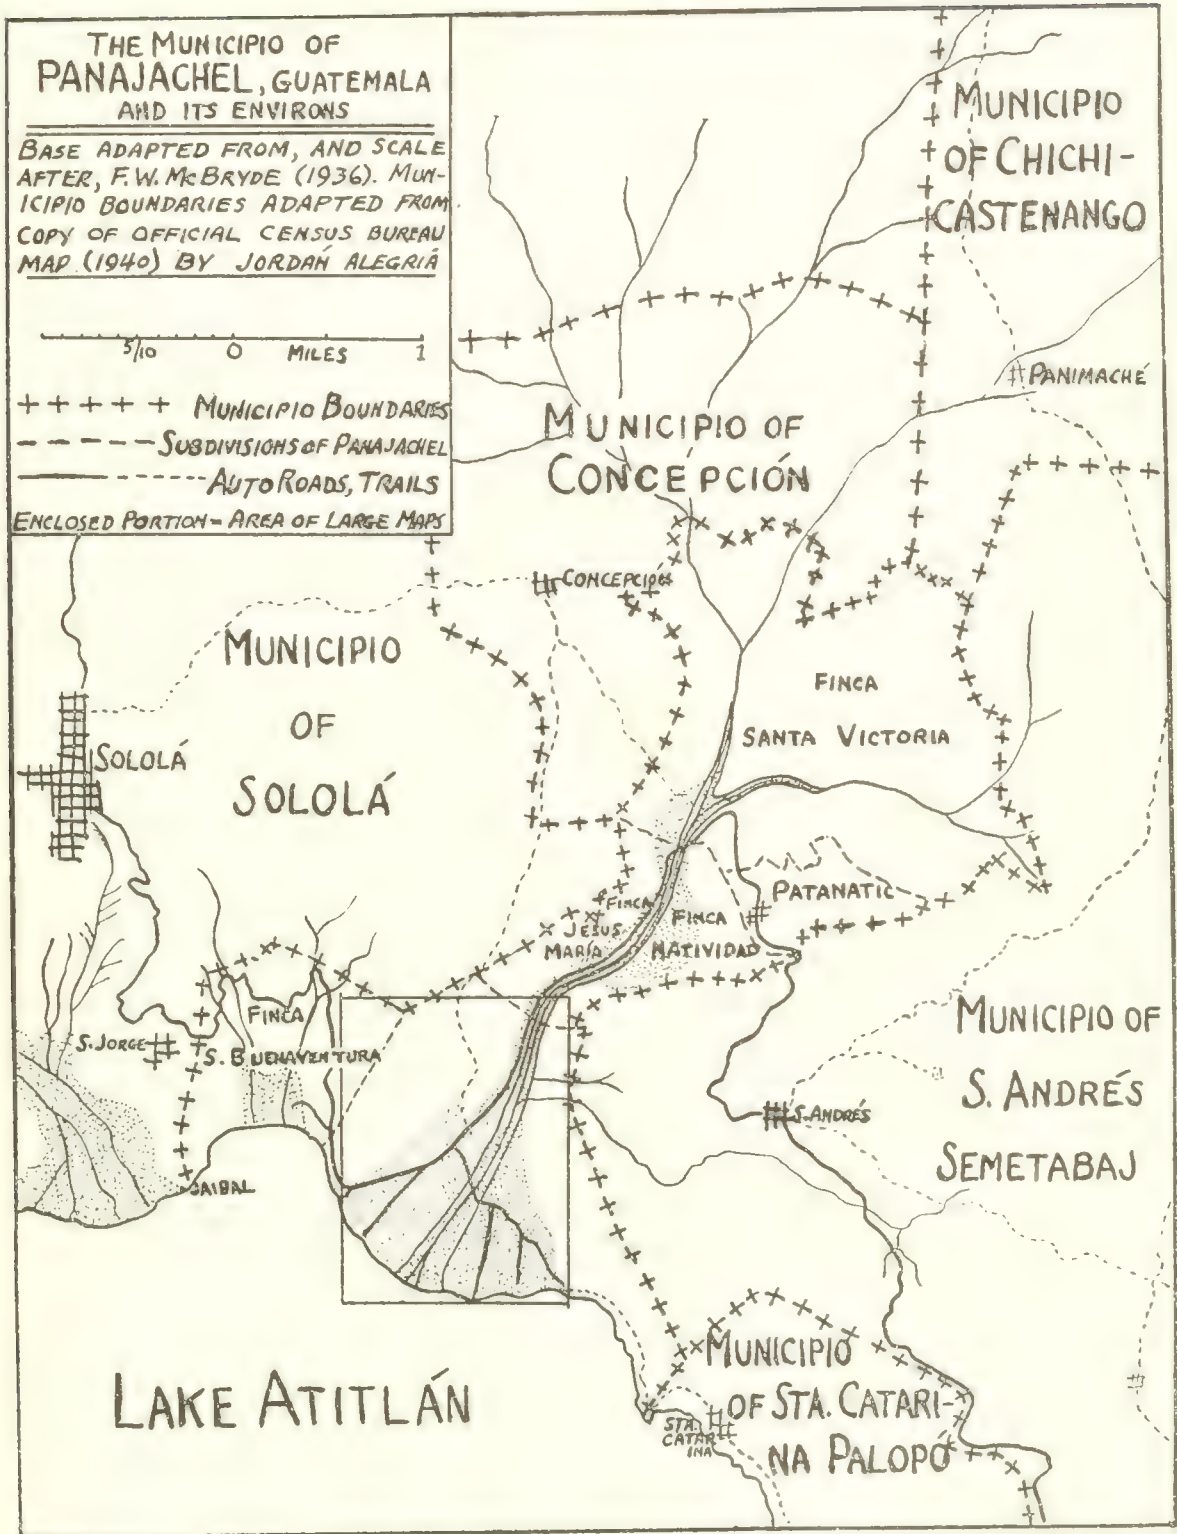 THE MUNICIPIO OF
PANAJACHEL, GUATEMALA
AND ITS ENVIRONS
BASE ADAPTED FROM, AND SCALE
AFTER, F.W. McBRYDE (1936). MUN-
ICIPIO BOUNDARIES ADAPTED FROM
COPY OF OFFICIAL CENSUS BUREAU
MAP (1940) BY JORDÁN ALEGRIÁ
5/10 0 MILES 1
MUNICIPIO BOUNDARIES
SUBDIVISIONS OF PANAJACHEL
AUTO ROADS, TRAILS
ENCLOSED PORTION = AREA OF LARGE MAPS
MUNICIPIO
OF CHICHI-
CASTENANGO
PANIMACHÉ
MUNICIPIO OF
CONCEPCIÓN
CONCEPCION
MUNICIPIO
OF
SOLOLÁ
SOLOLÁ
FINCA
SANTA VICTORIA
PATANATIC
FINCA
JESUS
MARÍA
FINCA
NATIVIDAD
FINCA
S. BUENAVENTURA
S. JORGE
JAIBAL
MUNICIPIO OF
S. ANDRÉS
SEMETABAJ
S. ANDRÉS
LAKE ATITLÁN
MUNICIPIO
OF STA. CATARI-
NA PALOPÓ
STA.
CATAR
INA